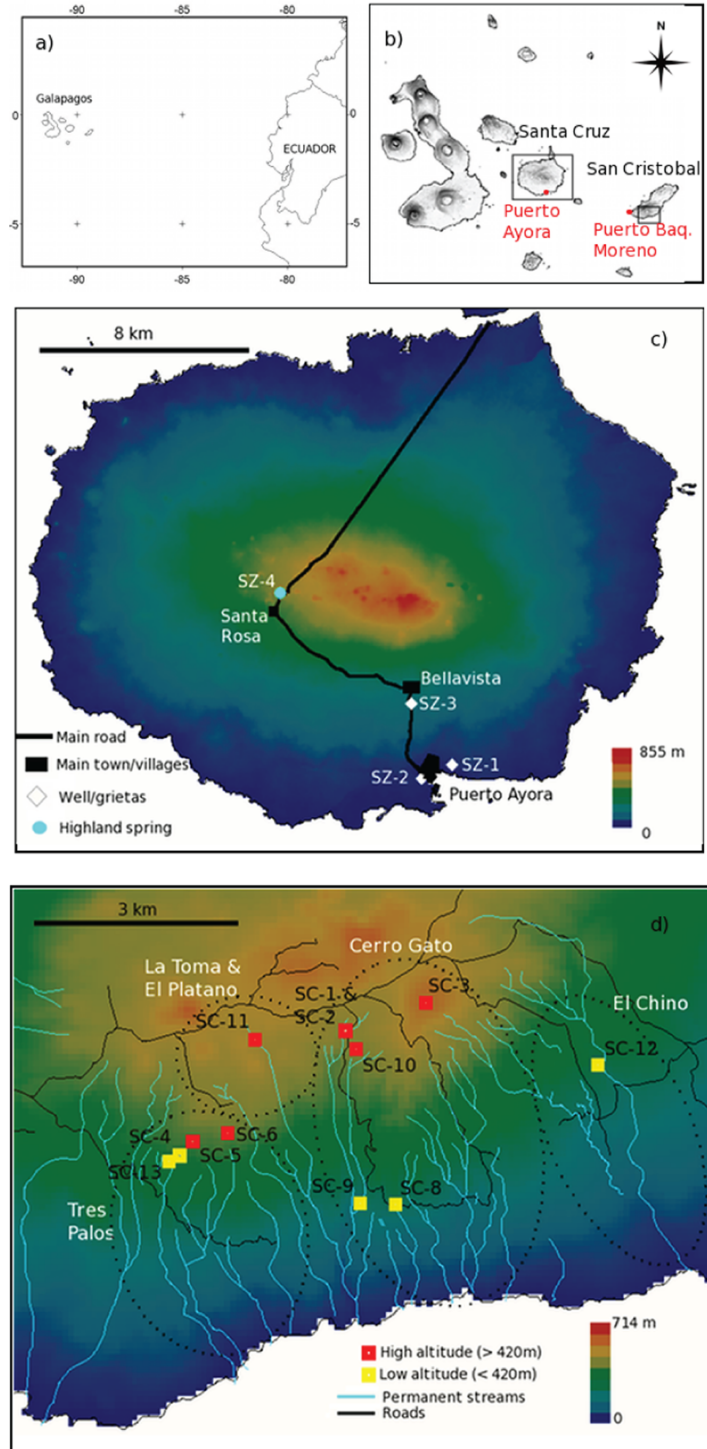 -90 -85 -80
a)
Galapagos
0 0
ECUADOR
-5 -5
-90 -85 -80
b)
N
Santa Cruz
San Cristobal
Puerto
Ayora
Puerto Baq.
Moreno
8 km
c)
SZ-4
Santa
Rosa
Bellavista
SZ-3
Main road
Main town/villages
SZ-1
SZ-2
Well/grietas
Puerto Ayora
Highland spring
855 m
0
3 km
d)
Cerro Gato
La Toma &
El Platano
SC-1 &
SC-2
SC-3
El Chino
SC-11
SC-10
SC-12
SC-4
SC-6
SC-5
SC-13
SC-9
SC-8
Tres
Palos
714 m
High altitude (> 420m)
Low altitude (< 420m)
Permanent streams
Roads
0